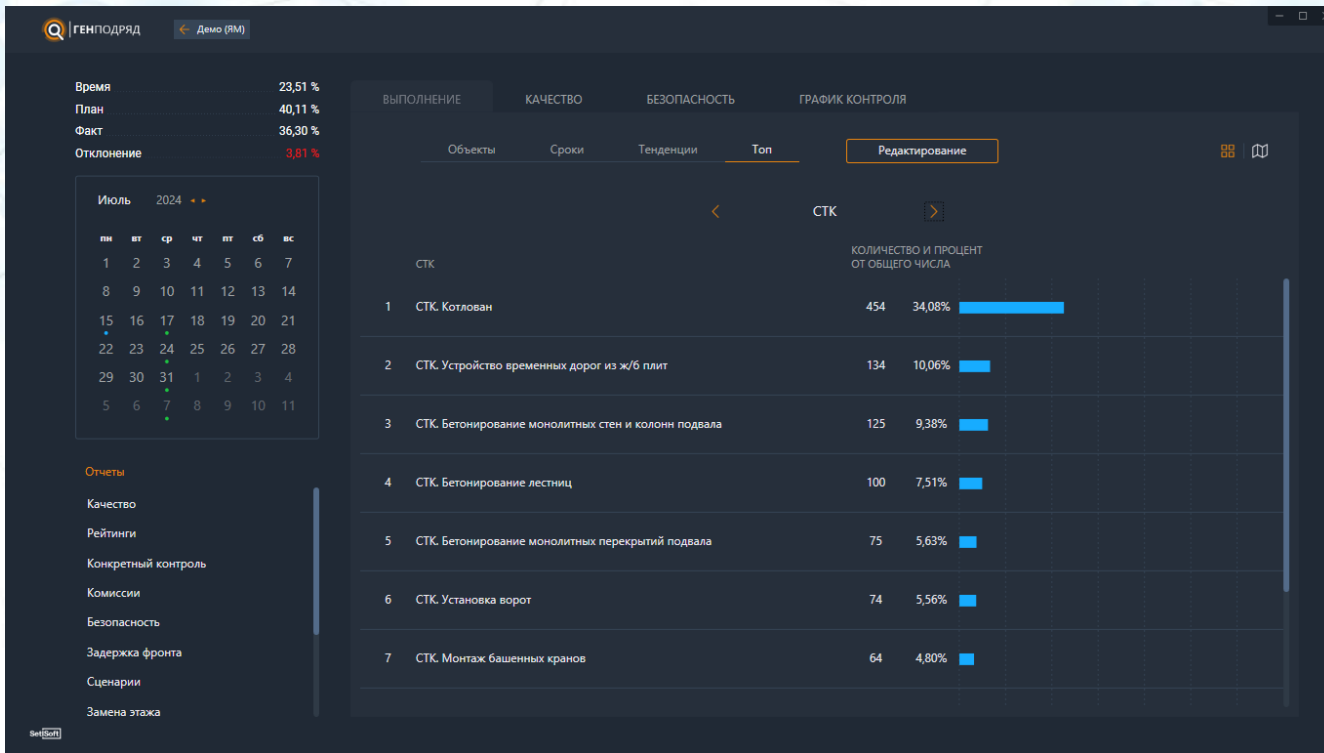 ГЕНПОДРЯД
Демо (ЯМ)
Время 23,51 %
План 40,11 %
Факт 36,30 %
Отклонение 3,81 %
Июль 2024
пн вт ср чт пт сб вс
1 2 3 4 5 6 7
8 9 10 11 12 13 14
15 16 17 18 19 20 21
22 23 24 25 26 27 28
29 30 31 1 2 3 4
5 6 7 8 9 10 11
Отчеты
Качество
Рейтинги
Конкретный контроль
Комиссии
Безопасность
Задержка фронта
Сценарии
Замена этажа
SetiSoft
ВЫПОЛНЕНИЕ КАЧЕСТВО БЕЗОПАСНОСТЬ ГРАФИК КОНТРОЛЯ
Объекты Сроки Тенденции Топ Редактирование
СТК
КОЛИЧЕСТВО И ПРОЦЕНТ
СТК ОТ ОБЩЕГО ЧИСЛА
1 СТК. Котлован 454 34,08%
2 СТК. Устройство временных дорог из ж/б плит 134 10,06%
3 СТК. Бетонирование монолитных стен и колонн подвала 125 9,38%
4 СТК. Бетонирование лестниц 100 7,51%
5 СТК. Бетонирование монолитных перекрытий подвала 75 5,63%
6 СТК. Установка ворот 74 5,56%
7 СТК. Монтаж башенных кранов 64 4,80%